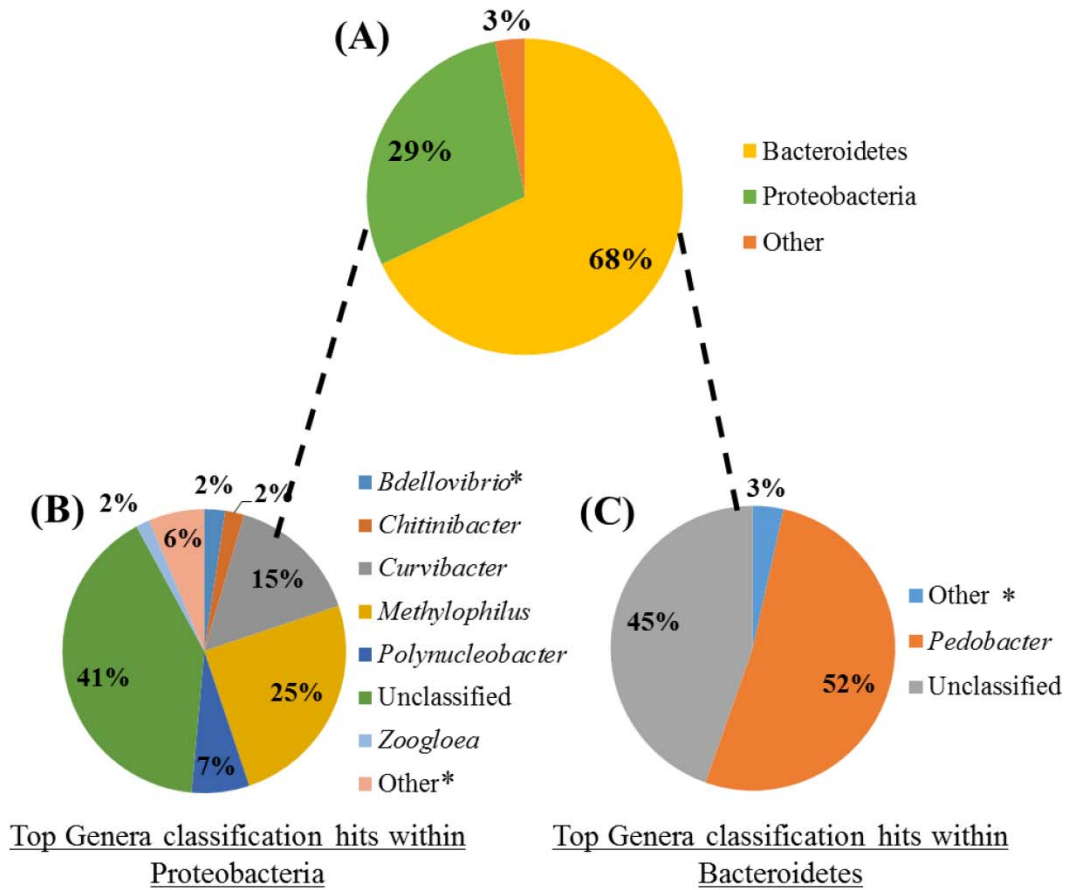 (A)
3%
29%
68%
Bacteroidetes
Proteobacteria
Other
(B)
2%
2%
2%
6%
15%
41%
25%
7%
Bdellovibrio*
Chitinibacter
Curvibacter
Methylophilus
Polynucleobacter
Unclassified
Zoogloea
Other*
Top Genera classification hits within
Proteobacteria
(C)
3%
45%
52%
Other *
Pedobacter
Unclassified
Top Genera classification hits within
Bacteroidetes